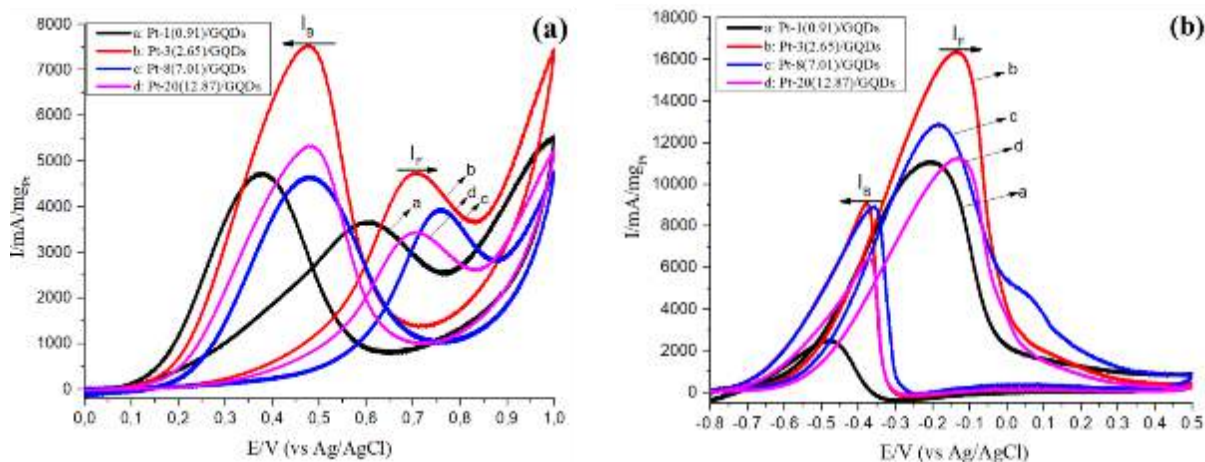 (a)
I_B
a: Pt-1(0.91)/GQDs
b: Pt-3(2.65)/GQDs
c: Pt-8(7.01)/GQDs
d: Pt-20(12.87)/GQDs
I_F
b
d
c
a
8000
7000
6000
5000
4000
3000
2000
1000
0
I/mA/mg_Pt
0,0 0,1 0,2 0,3 0,4 0,5 0,6 0,7 0,8 0,9 1,0
E/V (vs Ag/AgCl)
(b)
I_F
a: Pt-1(0.91)/GQDs
b: Pt-3(2.65)/GQDs
c: Pt-8(7.01)/GQDs
d: Pt-20(12.87)/GQDs
b
c
d
a
I_B
18000
16000
14000
12000
10000
8000
6000
4000
2000
0
I/mA/mg_Pt
-0.8 -0.7 -0.6 -0.5 -0.4 -0.3 -0.2 -0.1 0.0 0.1 0.2 0.3 0.4 0.5
E/V (vs Ag/AgCl)